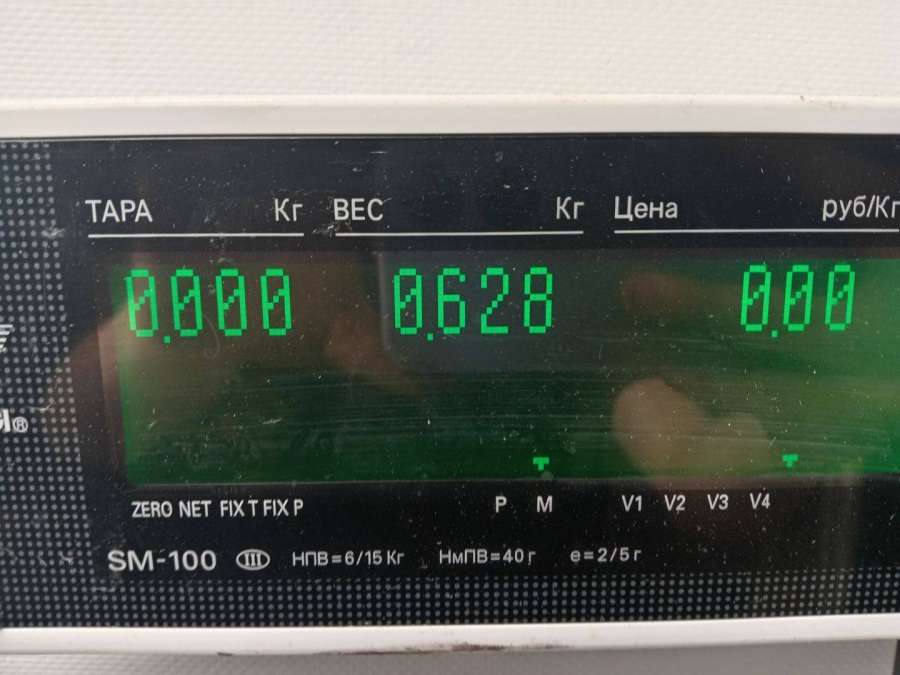 ТАРА Кг ВЕС Кг Цена руб/Кг
0.000 0.628 0.00
ZERO NET FIX T FIX P P M V1 V2 V3 V4
SM-100 III НПВ=6/15 Кг НмПВ=40 г e=2/5 г